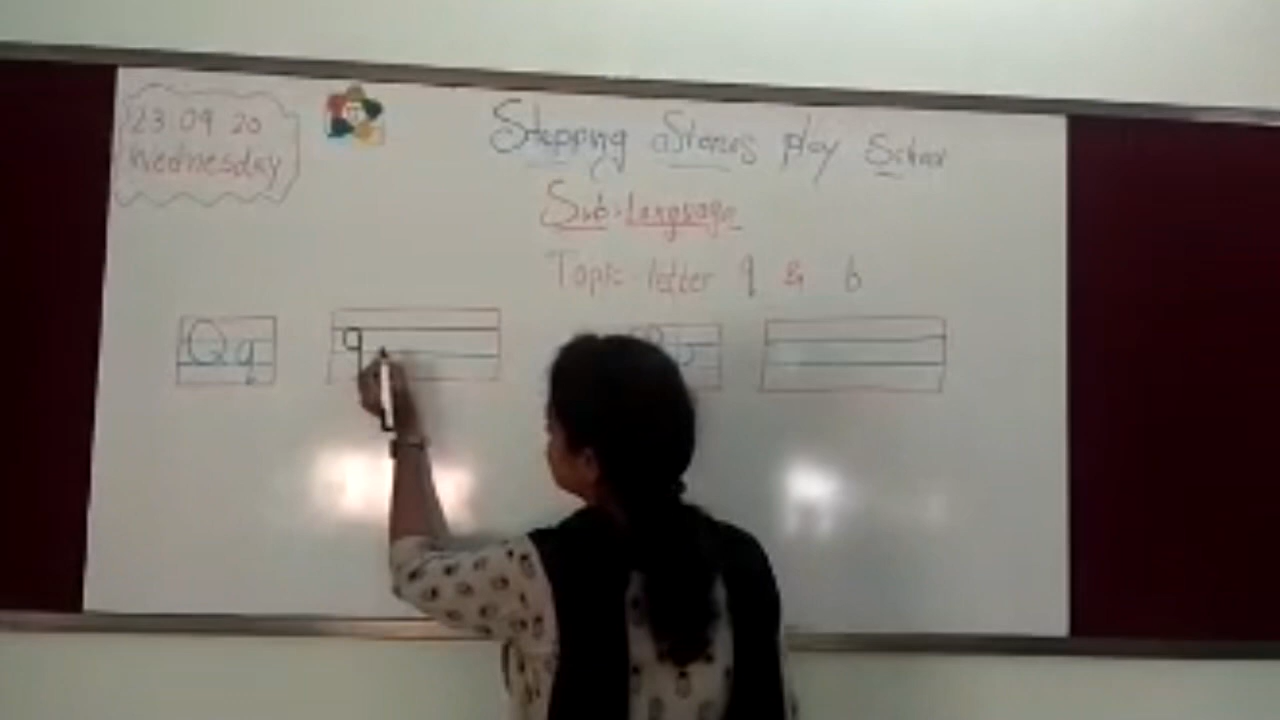 23 09 20
Wednesday
Stepping Stones play School
Sub-Language
Topic-letter q & b
Qq
q